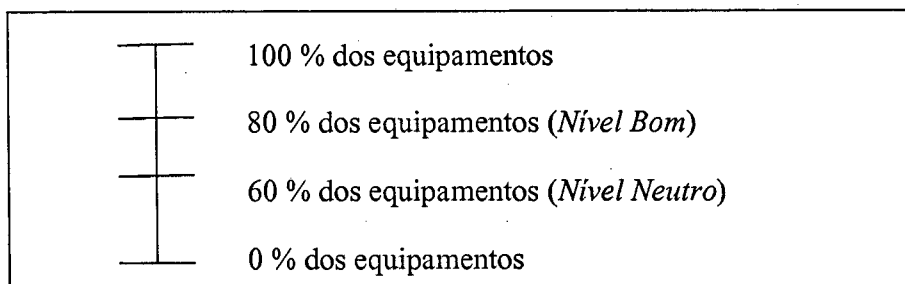 100 % dos equipamentos
80 % dos equipamentos (Nível Bom)
60 % dos equipamentos (Nível Neutro)
0 % dos equipamentos